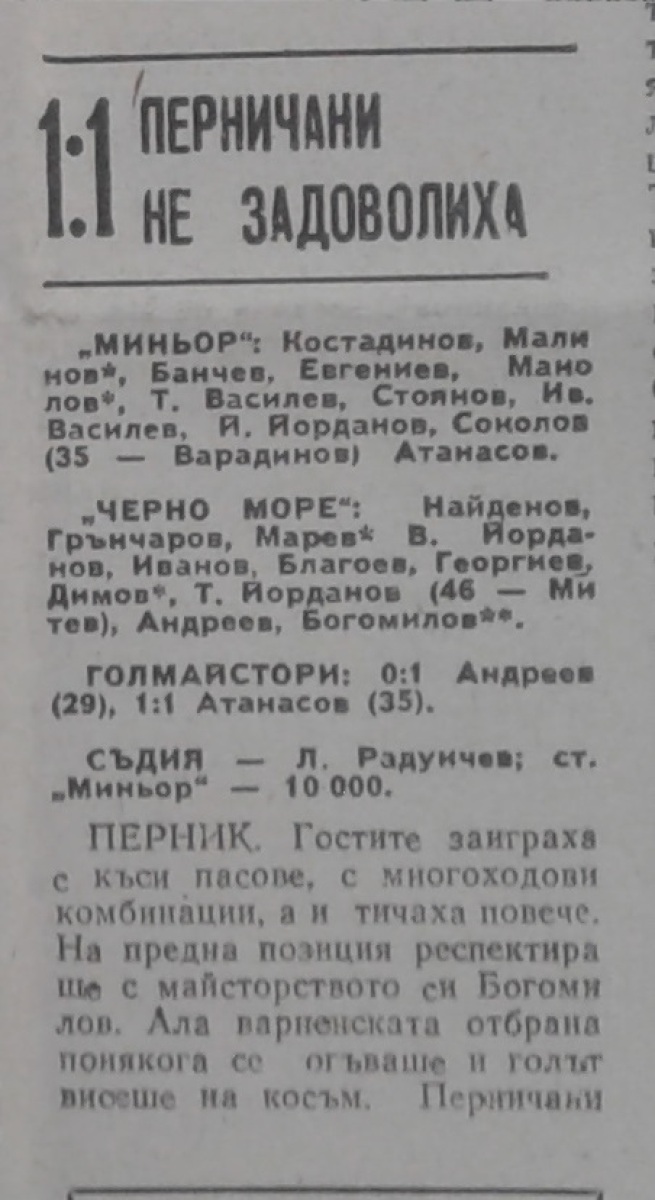 1:1
ПЕРНИЧАНИ
НЕ ЗАДОВОЛИХА
„МИНЬОР“: Костадинов, Мали
нов*, Банчев, Евгениев, Мано
лов*, Т. Василев, Стоянов, Ив.
Василев, Й. Йорданов, Соколов
(35 — Варадинов) Атанасов.
„ЧЕРНО МОРЕ“: Найденов,
Грънчаров, Марев* В. Йорда-
нов, Иванов, Благоев, Георгиев,
Димов*, Т. Йорданов (46 — Ми
тев), Андреев, Богомилов**.
ГОЛМАЙСТОРИ: 0:1 Андреев
(29), 1:1 Атанасов (35).
СЪДИЯ — Л. Радунчев; ст.
„Миньор“ — 10 000.
ПЕРНИК. Гостите заиграха
с къси пасове, с многоходови
комбинации, а и тичаха повече.
На предна позиция респектира
ше с майсторството си Богоми
лов. Ала варненската отбрана
понякога се огъваше и голът
висеше на косъм. Перничани